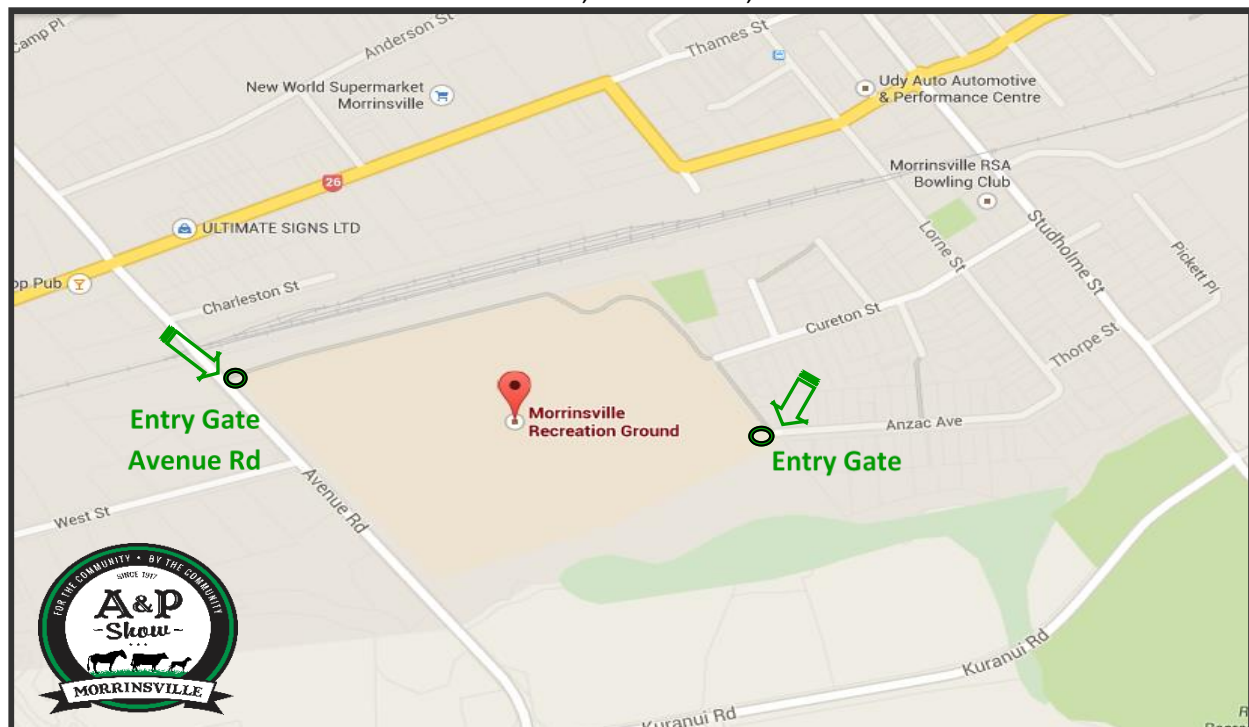 Camp Pl
Anderson St
Thames St
New World Supermarket
Morrinsville
Udy Auto Automotive
& Performance Centre
26
Morrinsville RSA
Bowling Club
ULTIMATE SIGNS LTD
Lorne St
Studholme St
Pickett Pl
op Pub
Charleston St
Cureton St
Thorpe St
Entry Gate
Avenue Rd
Morrinsville
Recreation Ground
Anzac Ave
Entry Gate
West St
Avenue Rd
FOR THE COMMUNITY • BY THE COMMUNITY
SINCE 1917
A&P
- Show -
MORRINSVILLE
Kuranui Rd
Kuranui Rd